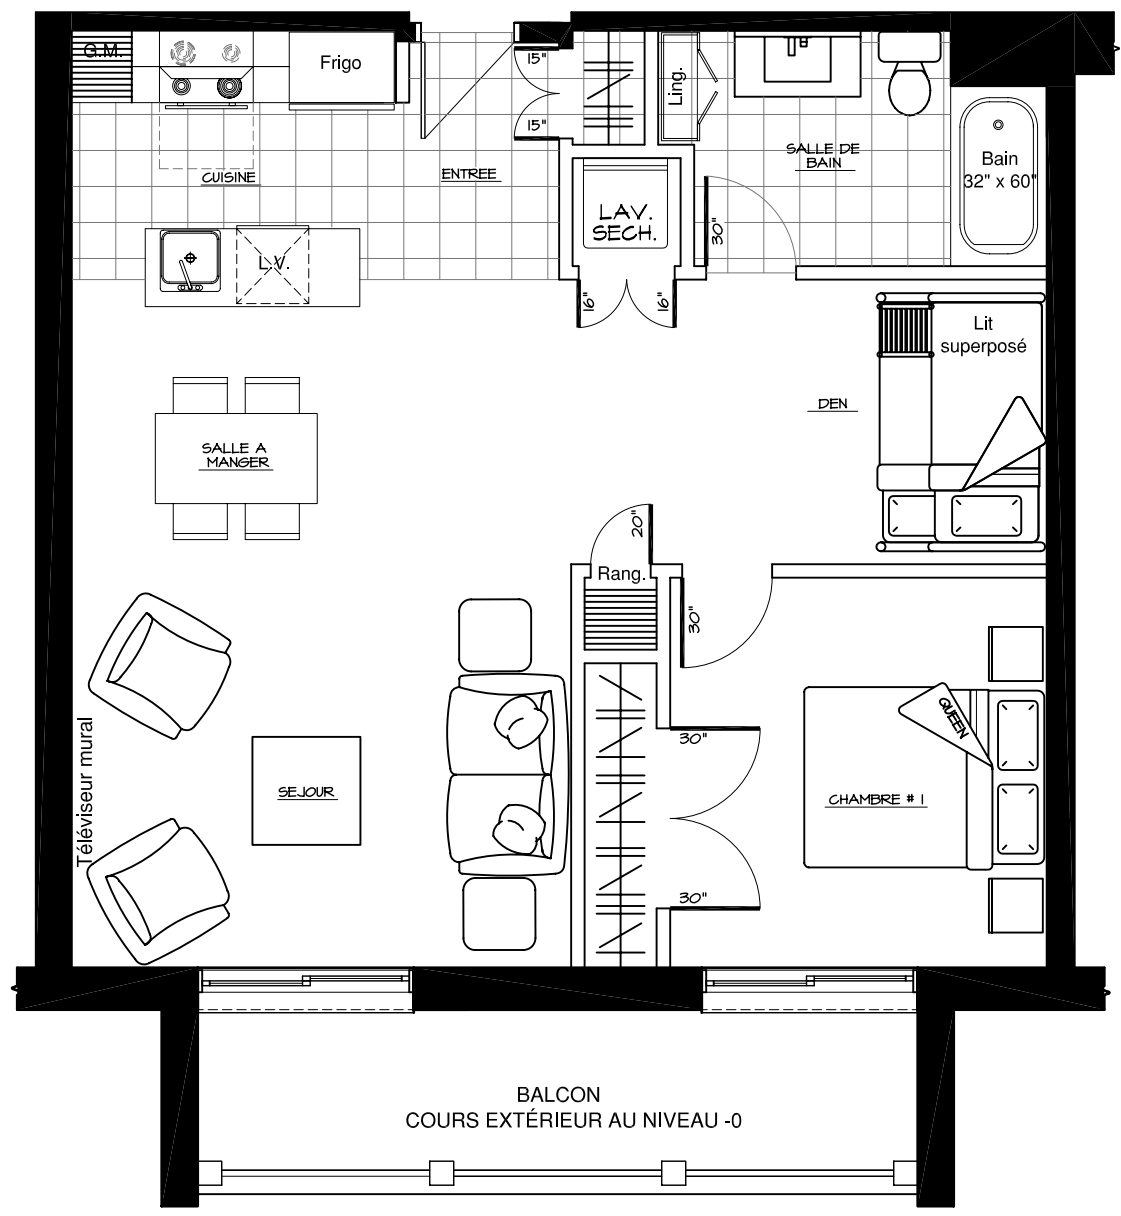 G.M.
Frigo
15"
15"
Ling.
SALLE DE
BAIN
Bain
32" x 60"
CUISINE
ENTREE
LAV.
SECH.
30"
L.V.
16"
16"
Lit
superposé
DEN
SALLE A
MANGER
20"
Rang.
30"
QUEEN
Téléviseur mural
30"
SEJOUR
CHAMBRE # 1
30"
BALCON
COURS EXTÉRIEUR AU NIVEAU -0